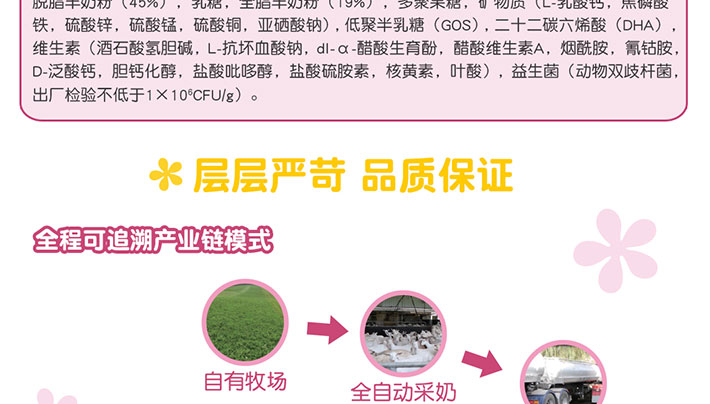 脱脂羊奶粉（45%），乳糖，全脂羊奶粉（19%），多聚果糖，矿物质（L-乳酸钙，焦磷酸
铁，硫酸锌，硫酸锰，硫酸铜，亚硒酸钠），低聚半乳糖（GOS），二十二碳六烯酸（DHA），
维生素（酒石酸氢胆碱，L-抗坏血酸钠，dl-α-醋酸生育酚，醋酸维生素A，烟酰胺，氰钴胺，
D-泛酸钙，胆钙化醇，盐酸吡哆醇，盐酸硫胺素，核黄素，叶酸），益生菌（动物双歧杆菌，
出厂检验不低于1×10⁶CFU/g）。
层层严苛 品质保证
全程可追溯产业链模式
自有牧场
全自动采奶